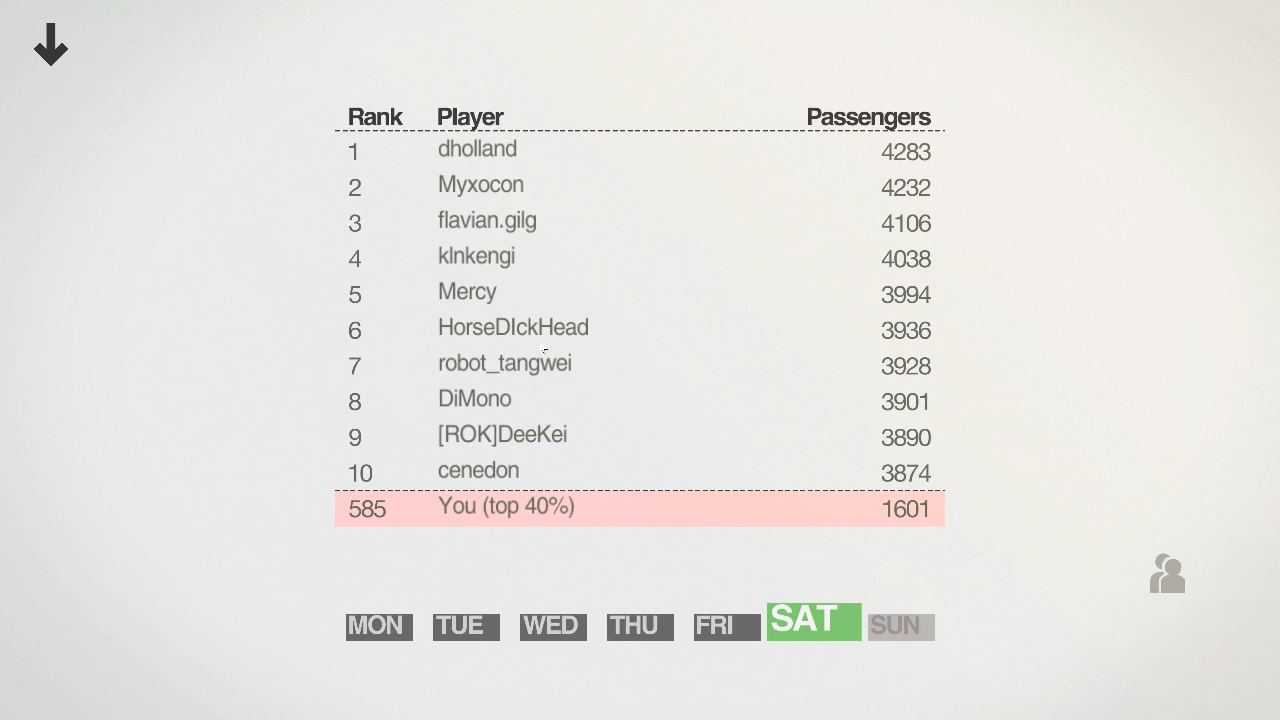 Rank Player Passengers
1 dholland 4283
2 Myxocon 4232
3 flavian.gilg 4106
4 klnkengi 4038
5 Mercy 3994
6 HorseDIckHead 3936
7 robot_tangwei 3928
8 DiMono 3901
9 [ROK]DeeKei 3890
10 cenedon 3874
585 You (top 40%) 1601
MON TUE WED THU FRI SAT SUN